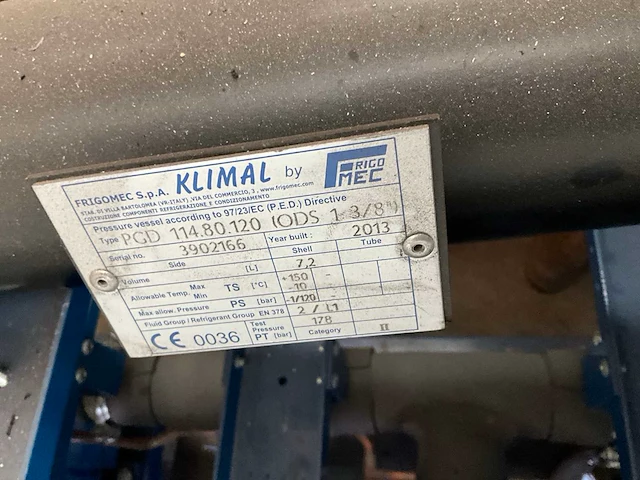 FRIGOMEC S.p.A. KLIMAL by FRIGO MEC
STAB. DI VILLA BARTOLOMEA (VR-ITALY), VIA DEL COMMERCIO, 3 , www.frigomec.com
COSTRUZIONE COMPONENTI REFRIGERAZIONE E CONDIZIONAMENTO
Pressure vessel according to 97/23/EC (P.E.D.) Directive
Type PGD 114.80.120 (ODS 1 3/8")
Serial no. 3902166 Year built : 2013
Side Shell Tube
Volume [L] 7,2
Allowable Temp. Max Min TS [°C] +150 -10 -
Max allow. Pressure PS [bar] -1/120 -
Fluid Group / Refrigerant Group EN 378 2 / L1
CE 0036 Test Pressure PT [bar] 178 Category II